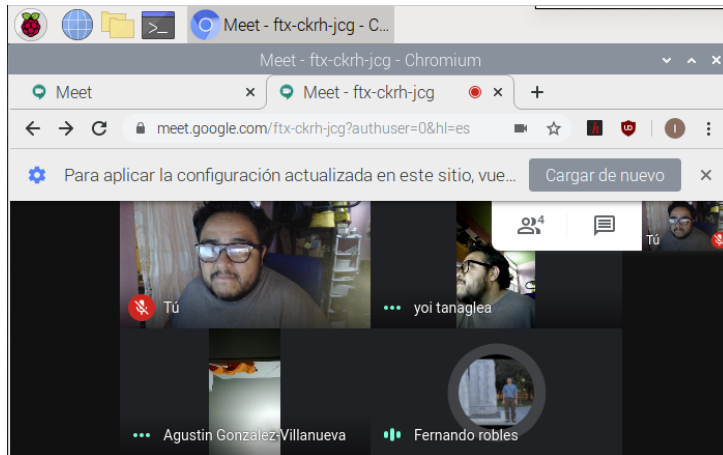 Meet - ftx-ckrh-jcg - C...
Meet - ftx-ckrh-jcg - Chromium
Meet
Meet - ftx-ckrh-jcg
meet.google.com/ftx-ckrh-jcg?authuser=0&hl=es
I
Para aplicar la configuración actualizada en este sitio, vue...
Cargar de nuevo
4
Tú
Tú
yoi tanaglea
Agustin Gonzalez-Villanueva
Fernando robles